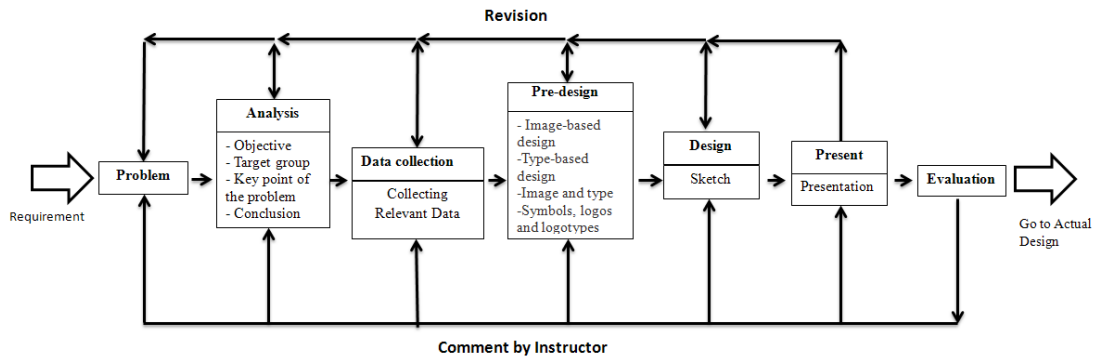 Revision
Requirement
Problem
Analysis
- Objective
- Target group
- Key point of
the problem
- Conclusion
Data collection
Collecting
Relevant Data
Pre-design
- Image-based
design
-Type-based
design
-Image and type
-Symbols, logos
and logotypes
Design
Sketch
Present
Presentation
Evaluation
Go to Actual
Design
Comment by Instructor